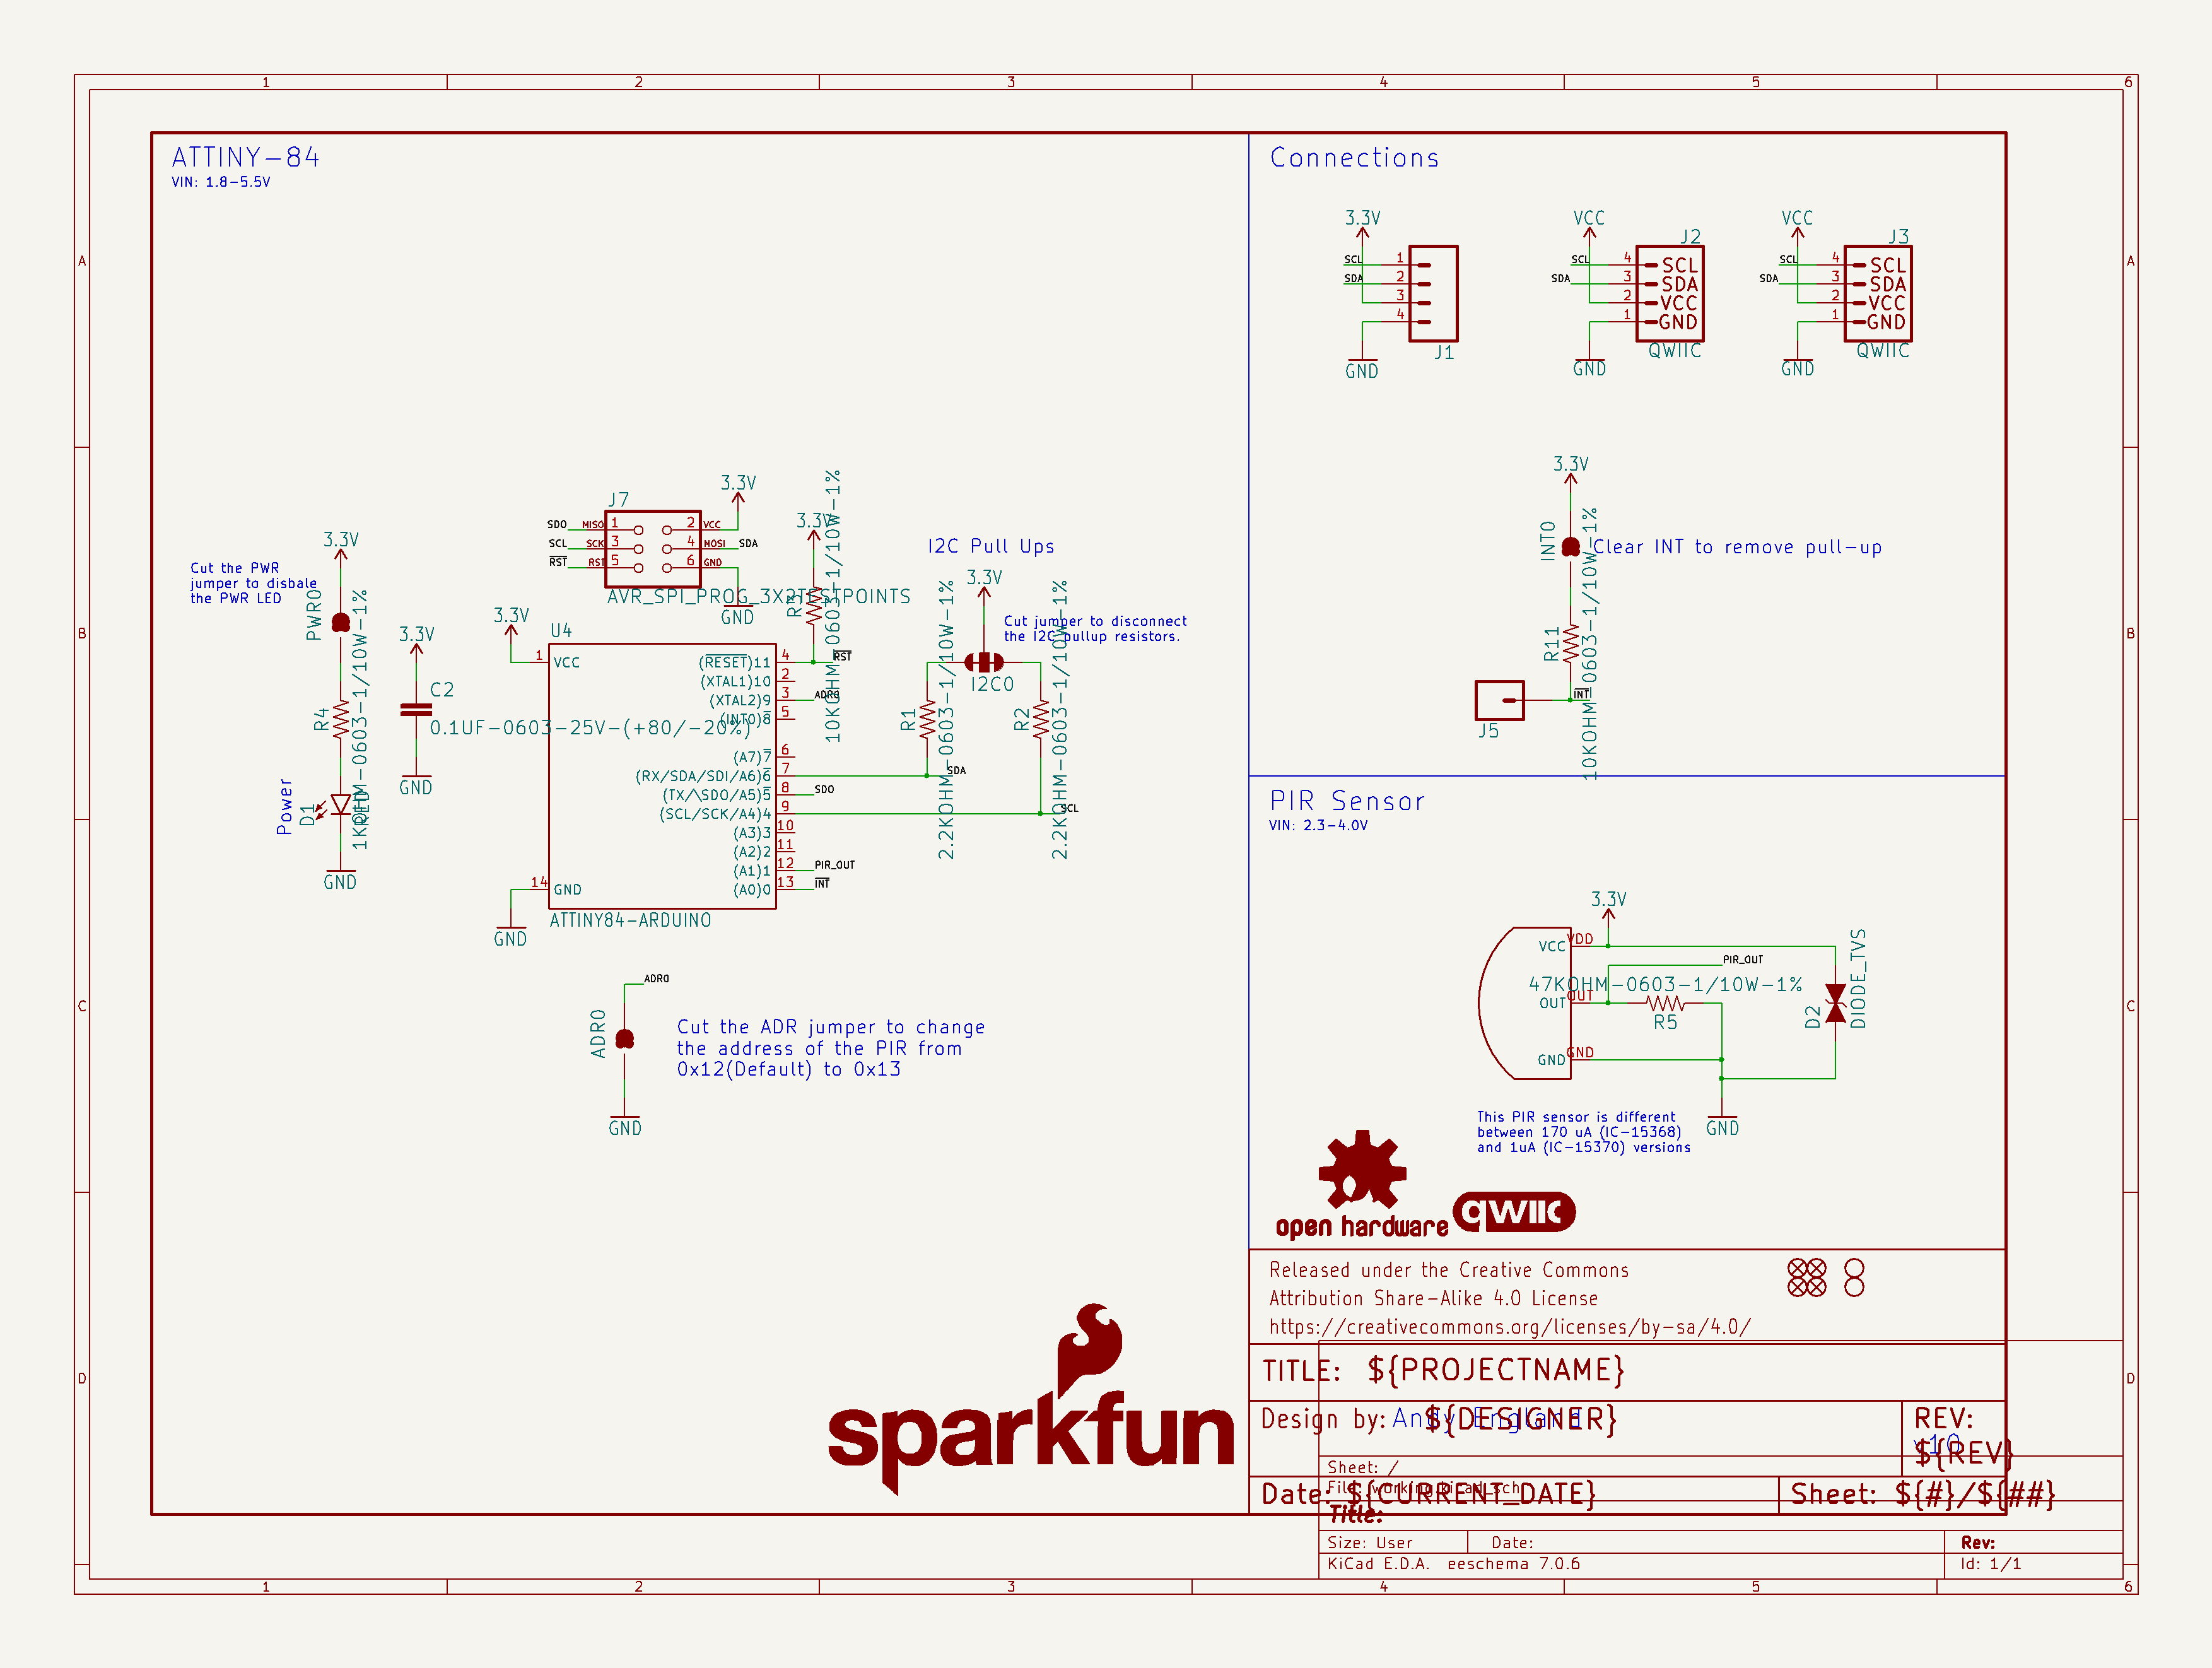 1 2 3 4 5 6
A
B
C
D
A
B
C
D
ATTINY-84
VIN: 1.8-5.5V
Cut the PWR
jumper to disbale
the PWR LED
3.3V
PWR0
R4
1KOHM-0603-1/10W-1%
Power
D1
RED
GND
3.3V
C2
0.1UF-0603-25V-(+80/-20%)
GND
J7
SDO MISO 1 2 VCC
SCL SCK 3 4 MOSI SDA
RST RST 5 6 GND
3.3V
GND
AVR_SPI_PROG_3X2TESTPOINTS
3.3V
R3
10KOHM-0603-1/10W-1%
RST
3.3V
U4
1 VCC
14 GND
GND
(RESET)11 4
(XTAL1)10 2
(XTAL2)9 3 ADR0
(INT0)8 5
(A7)7 6
(RX/SDA/SDI/A6)6 7 SDA
(TX/\SDO/A5)5 8 SDO
(SCL/SCK/A4)4 9 SCL
(A3)3 10
(A2)2 11
(A1)1 12 PIR_OUT
(A0)0 13 INT
ATTINY84-ARDUINO
I2C Pull Ups
3.3V
Cut jumper to disconnect
the I2C pullup resistors.
I2C0
R1
2.2KOHM-0603-1/10W-1%
R2
2.2KOHM-0603-1/10W-1%
ADR0
ADR0
GND
Cut the ADR jumper to change
the address of the PIR from
0x12(Default) to 0x13
Connections
3.3V
SCL 1
SDA 2
3
4
GND
J1
VCC
J2
SCL 4 SCL
SDA 3 SDA
2 VCC
1 GND
GND
QWIIC
VCC
J3
SCL 4 SCL
SDA 3 SDA
2 VCC
1 GND
GND
QWIIC
3.3V
INT0
Clear INT to remove pull-up
R11
10KOHM-0603-1/10W-1%
INT
J5
PIR Sensor
VIN: 2.3-4.0V
3.3V
VCC VDD
PIR_OUT
47KOHM-0603-1/10W-1%
OUT OUT
R5
GND GND
D2
DIODE_TVS
GND
This PIR sensor is different
between 170 uA (IC-15368)
and 1uA (IC-15370) versions
open hardware
qwiic
sparkfun
Released under the Creative Commons
Attribution Share-Alike 4.0 License
https://creativecommons.org/licenses/by-sa/4.0/
TITLE: ${PROJECTNAME}
Design by: Andy England
${DESIGNER}
REV:
v10
${REV}
Date: ${CURRENT_DATE}
Sheet: ${#}/${##}
Sheet: /
File: working.kicad_sch
Title:
Size: User Date: Rev:
KiCad E.D.A. eeschema 7.0.6 Id: 1/1
1 2 3 4 5 6